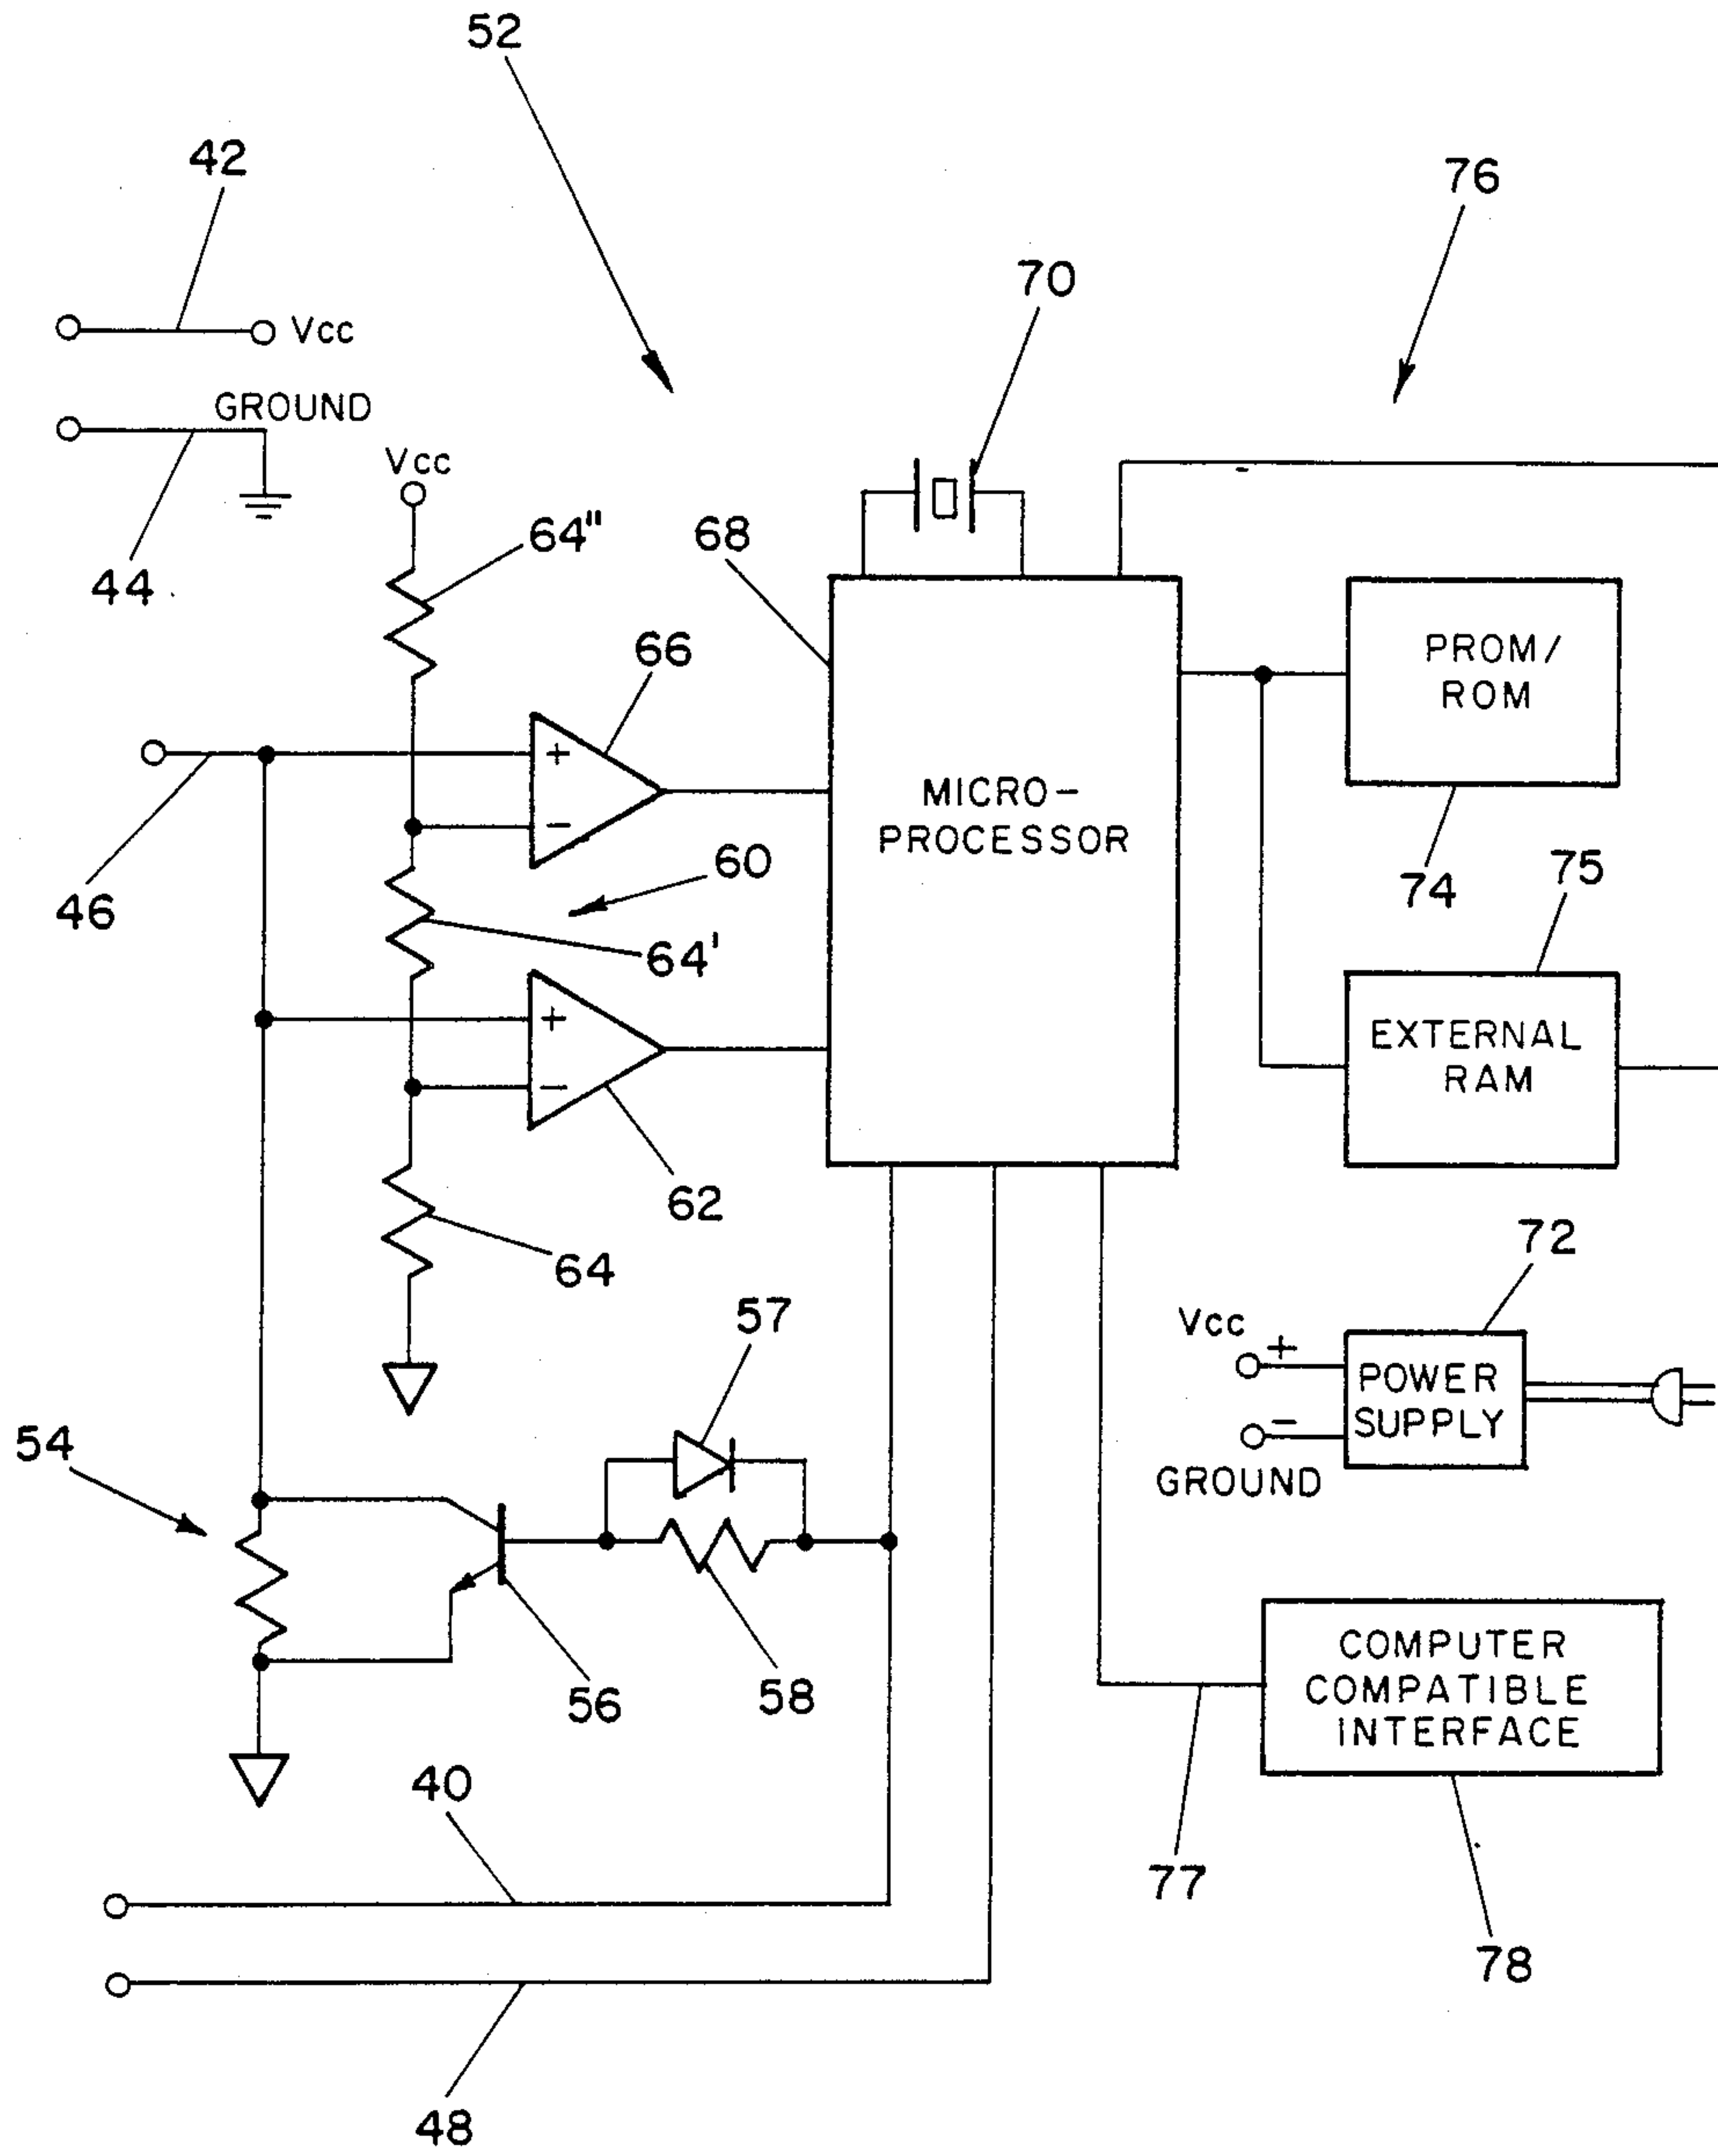 52
42
76
70
Vcc
GROUND
Vcc
44
64"
68
66
PROM/
ROM
+
-
MICRO-
PROCESSOR
46
60
74
75
64'
+
-
EXTERNAL
RAM
62
64
72
57
Vcc
+
POWER
SUPPLY
-
GROUND
54
56
58
COMPUTER
COMPATIBLE
INTERFACE
40
77
78
48